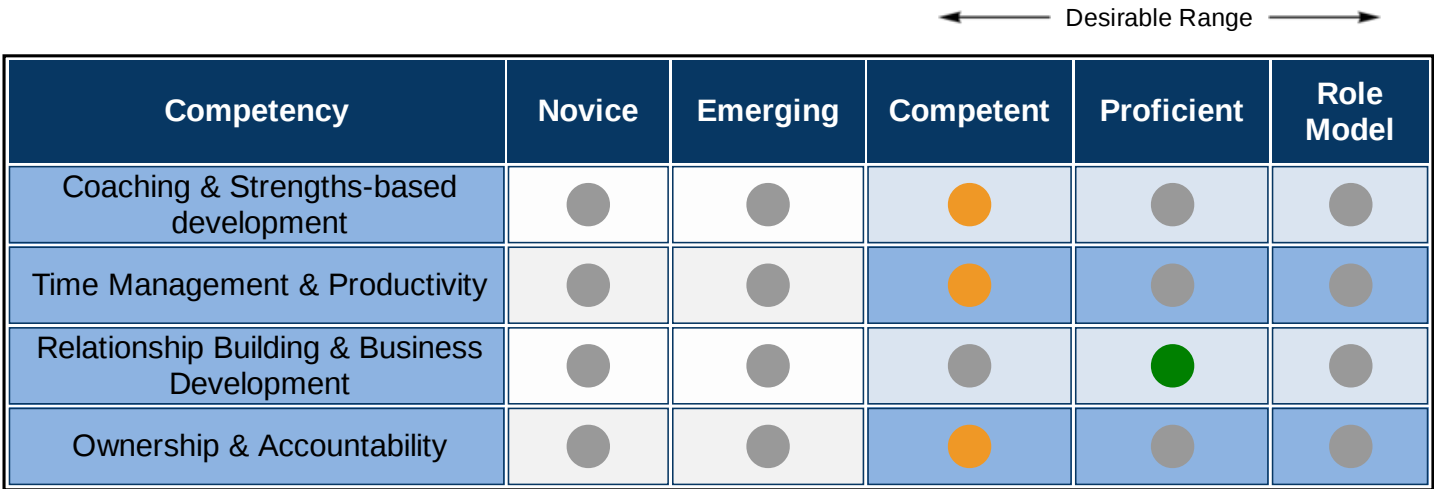 Desirable Range
Competency Novice Emerging Competent Proficient Role Model
Coaching & Strengths-based
development
Time Management & Productivity
Relationship Building & Business
Development
Ownership & Accountability